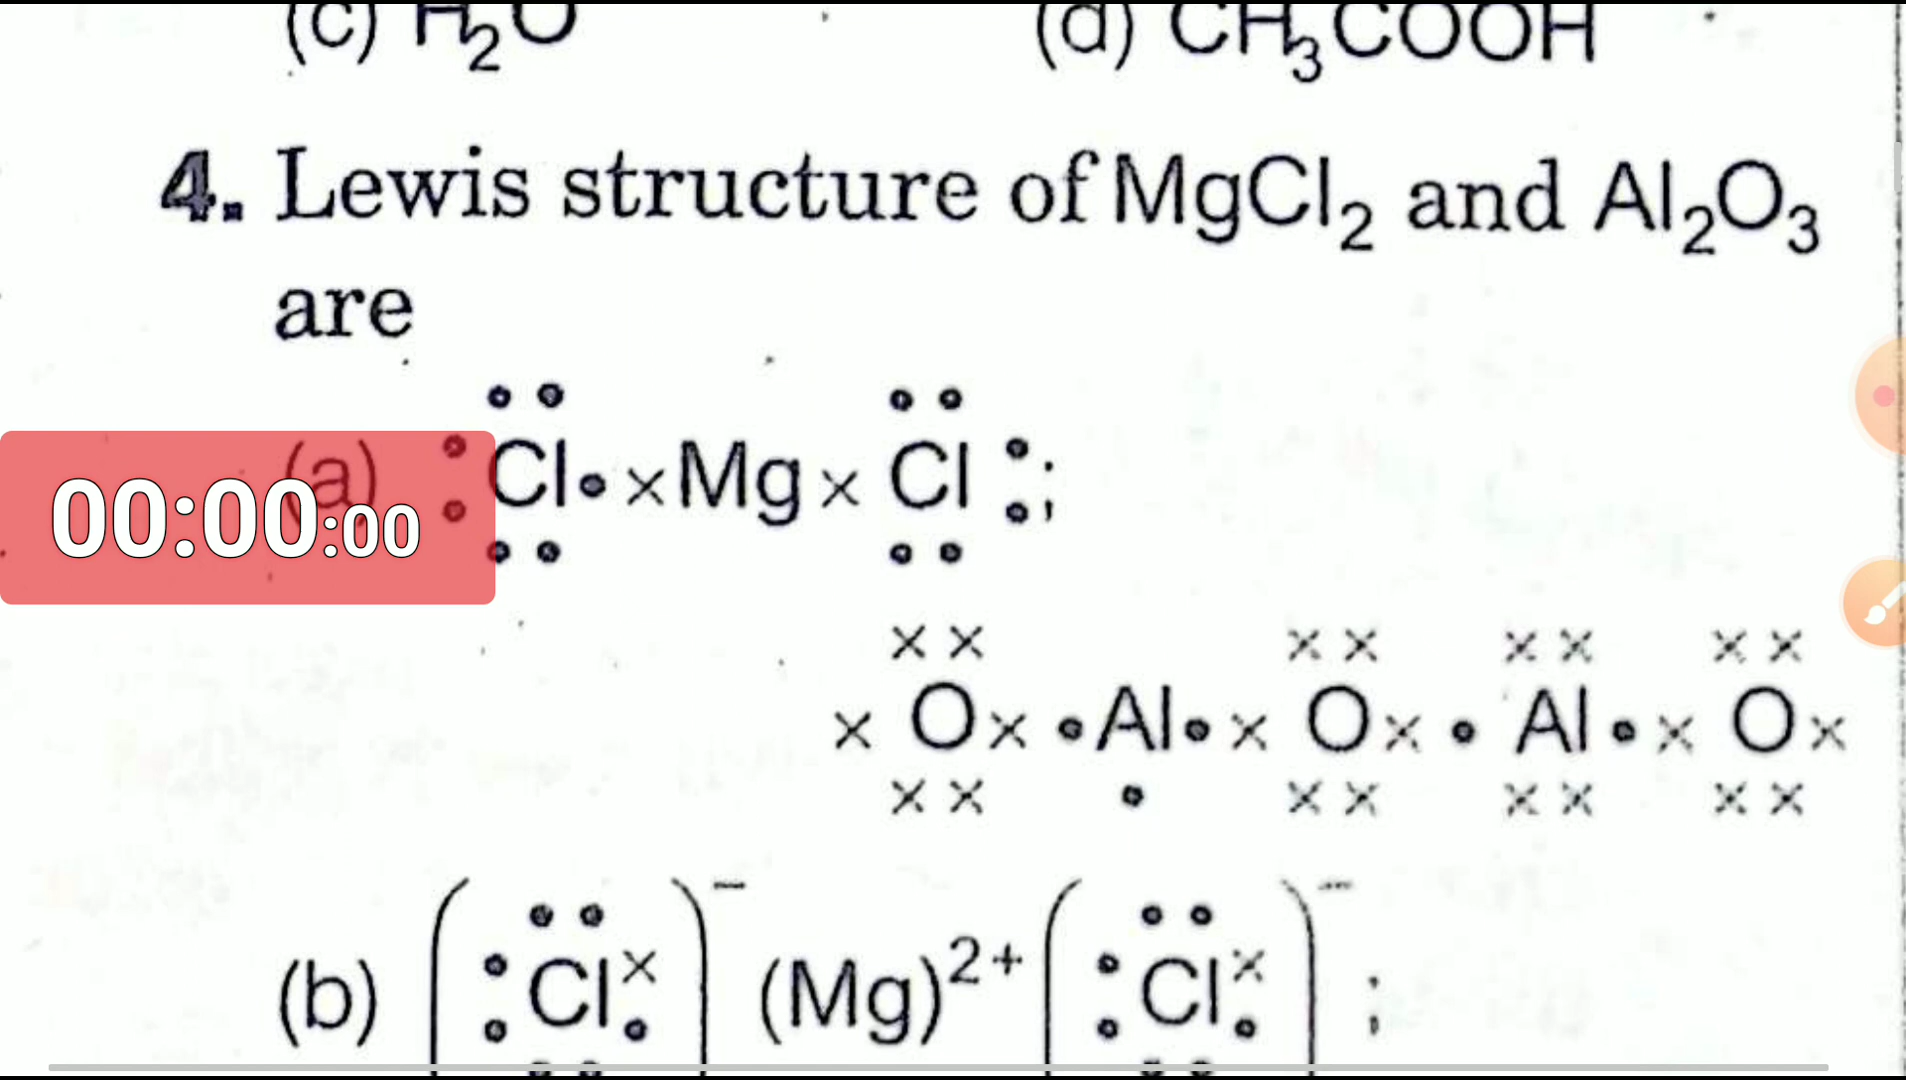 (c) H₂O (d) CH₃COOH
4. Lewis structure of MgCl₂ and Al₂O₃
are
(a) Cl Mg Cl ;
× × × × × × × ×
× O × • Al • × O × • Al • × O ×
× × • × × × × × ×
(b) ( Cl× )⁻ (Mg)²⁺ ( Cl× )⁻ ;
00:00:00